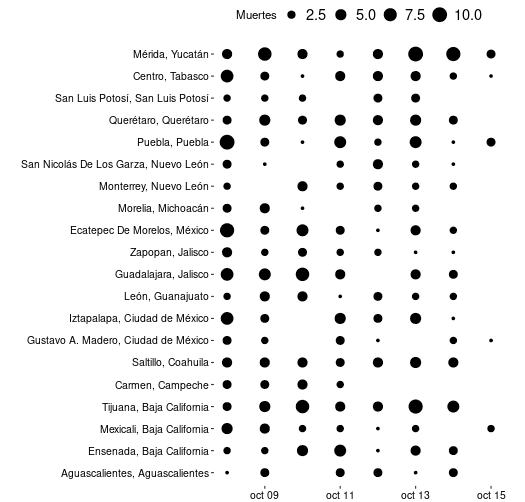 Muertes 2.5 5.0 7.5 10.0
Mérida, Yucatán
Centro, Tabasco
San Luis Potosí, San Luis Potosí
Querétaro, Querétaro
Puebla, Puebla
San Nicolás De Los Garza, Nuevo León
Monterrey, Nuevo León
Morelia, Michoacán
Ecatepec De Morelos, México
Zapopan, Jalisco
Guadalajara, Jalisco
León, Guanajuato
Iztapalapa, Ciudad de México
Gustavo A. Madero, Ciudad de México
Saltillo, Coahuila
Carmen, Campeche
Tijuana, Baja California
Mexicali, Baja California
Ensenada, Baja California
Aguascalientes, Aguascalientes
oct 09 oct 11 oct 13 oct 15